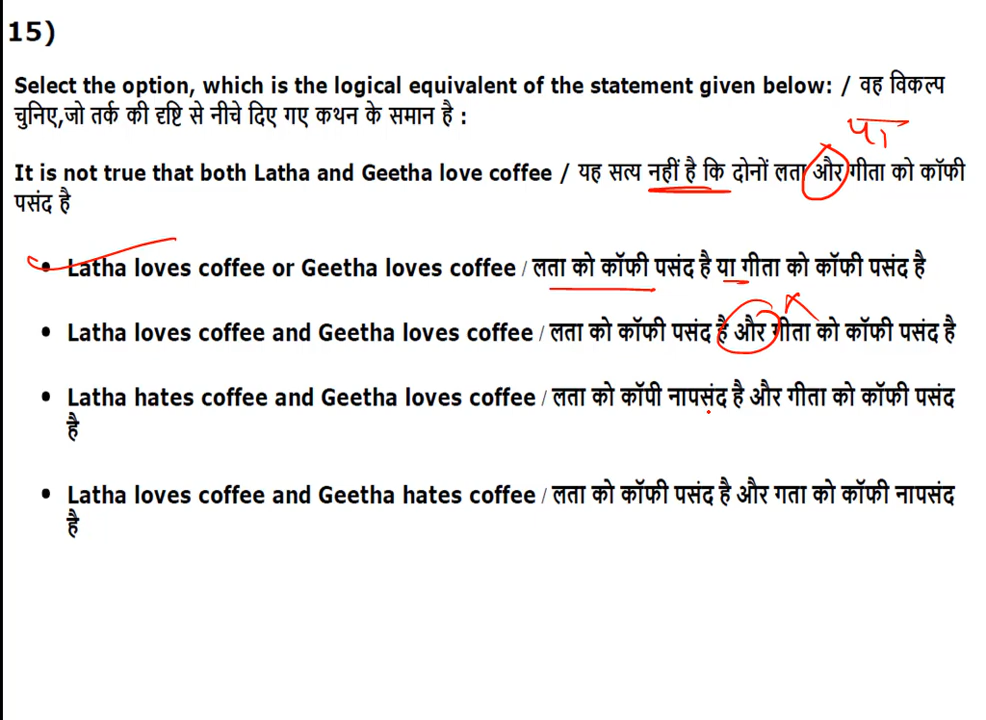 15)
Select the option, which is the logical equivalent of the statement given below: / वह विकल्प
चुनिए,जो तर्क की दृष्टि से नीचे दिए गए कथन के समान है :
या
It is not true that both Latha and Geetha love coffee / यह सत्य नहीं है कि दोनों लता और गीता को कॉफी
पसंद है
• Latha loves coffee or Geetha loves coffee / लता को कॉफी पसंद है या गीता को कॉफी पसंद है
• Latha loves coffee and Geetha loves coffee / लता को कॉफी पसंद है और गीता को कॉफी पसंद है
• Latha hates coffee and Geetha loves coffee / लता को कॉपी नापसंद है और गीता को कॉफी पसंद
है
• Latha loves coffee and Geetha hates coffee / लता को कॉफी पसंद है और गता को कॉफी नापसंद
है